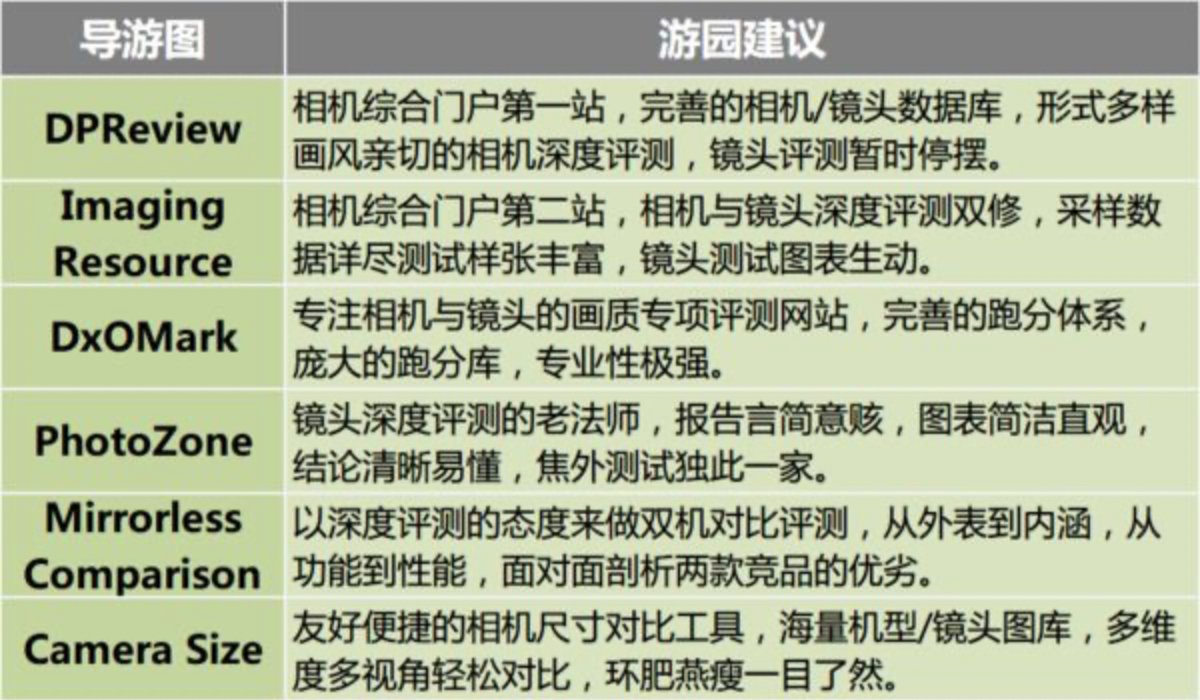 导游图
游园建议
DPReview
相机综合门户第一站，完善的相机/镜头数据库，形式多样
画风亲切的相机深度评测，镜头评测暂时停摆。
Imaging
Resource
相机综合门户第二站，相机与镜头深度评测双修，采样数
据详尽测试样张丰富，镜头测试图表生动。
DxOMark
专注相机与镜头的画质专项评测网站，完善的跑分体系，
庞大的跑分库，专业性极强。
PhotoZone
镜头深度评测的老法师，报告言简意赅，图表简洁直观，
结论清晰易懂，焦外测试独此一家。
Mirrorless
Comparison
以深度评测的态度来做双机对比评测，从外表到内涵，从
功能到性能，面对面剖析两款竞品的优劣。
Camera Size
友好便捷的相机尺寸对比工具，海量机型/镜头图库，多维
度多视角轻松对比，环肥燕瘦一目了然。